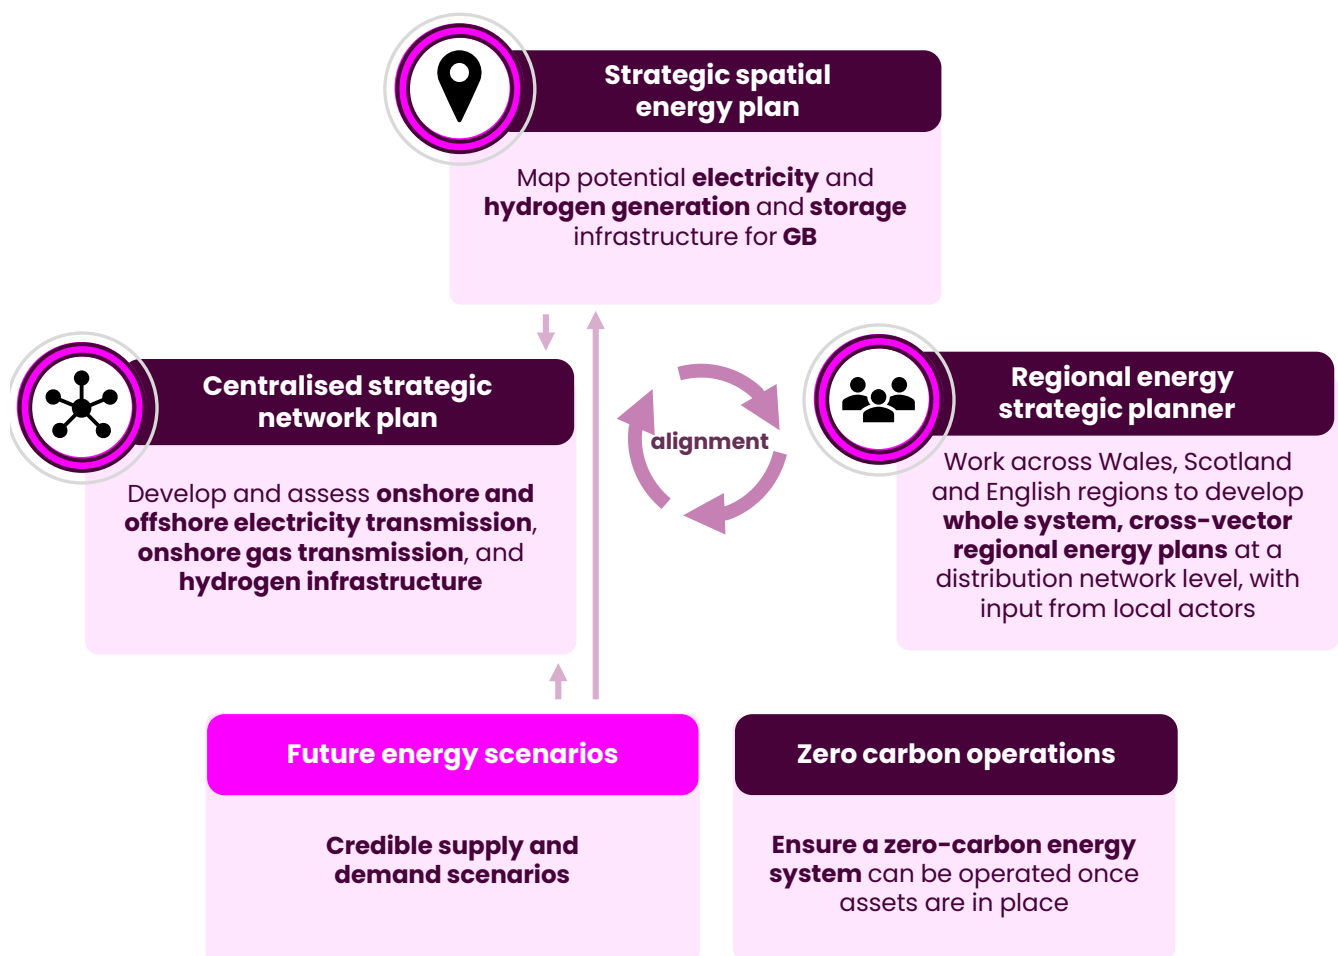 Strategic spatial
energy plan
Map potential electricity and
hydrogen generation and storage
infrastructure for GB
Centralised strategic
network plan
Develop and assess onshore and
offshore electricity transmission,
onshore gas transmission, and
hydrogen infrastructure
alignment
Regional energy
strategic planner
Work across Wales, Scotland
and English regions to develop
whole system, cross-vector
regional energy plans at a
distribution network level, with
input from local actors
Future energy scenarios
Credible supply and
demand scenarios
Zero carbon operations
Ensure a zero-carbon energy
system can be operated once
assets are in place